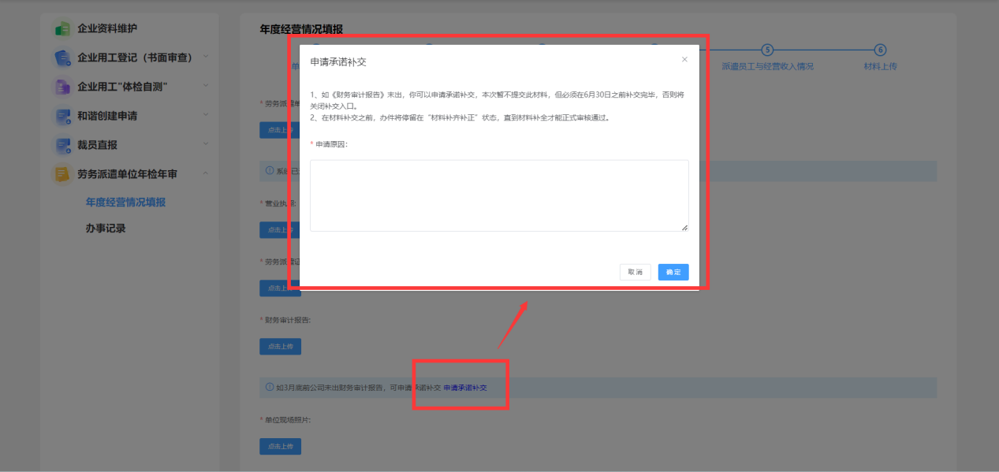 企业资料维护
企业用工登记（书面审查）
企业用工"体检自测"
和谐创建申请
裁员直报
劳务派遣单位年检年审
年度经营情况填报
办事记录
年度经营情况填报
单
5
派遣员工与经营收入情况
6
材料上传
申请承诺补交
1、如《财务审计报告》未出，你可以申请承诺补交，本次暂不提交此材料，但必须在6月30日之前补交完毕，否则将
关闭补交入口。
2、在材料补交之前，办件将停留在“材料补齐补正”状态，直到材料补全才能正式审核通过。
* 申请原因：
取消
确定
* 劳务派遣单
点击上
系统已
* 营业执照:
点击上
* 劳务派遣证
点击上传
* 财务审计报告:
点击上传
如3月底前公司未出财务审计报告，可申请承诺补交 申请承诺补交
* 单位现场照片:
点击上传